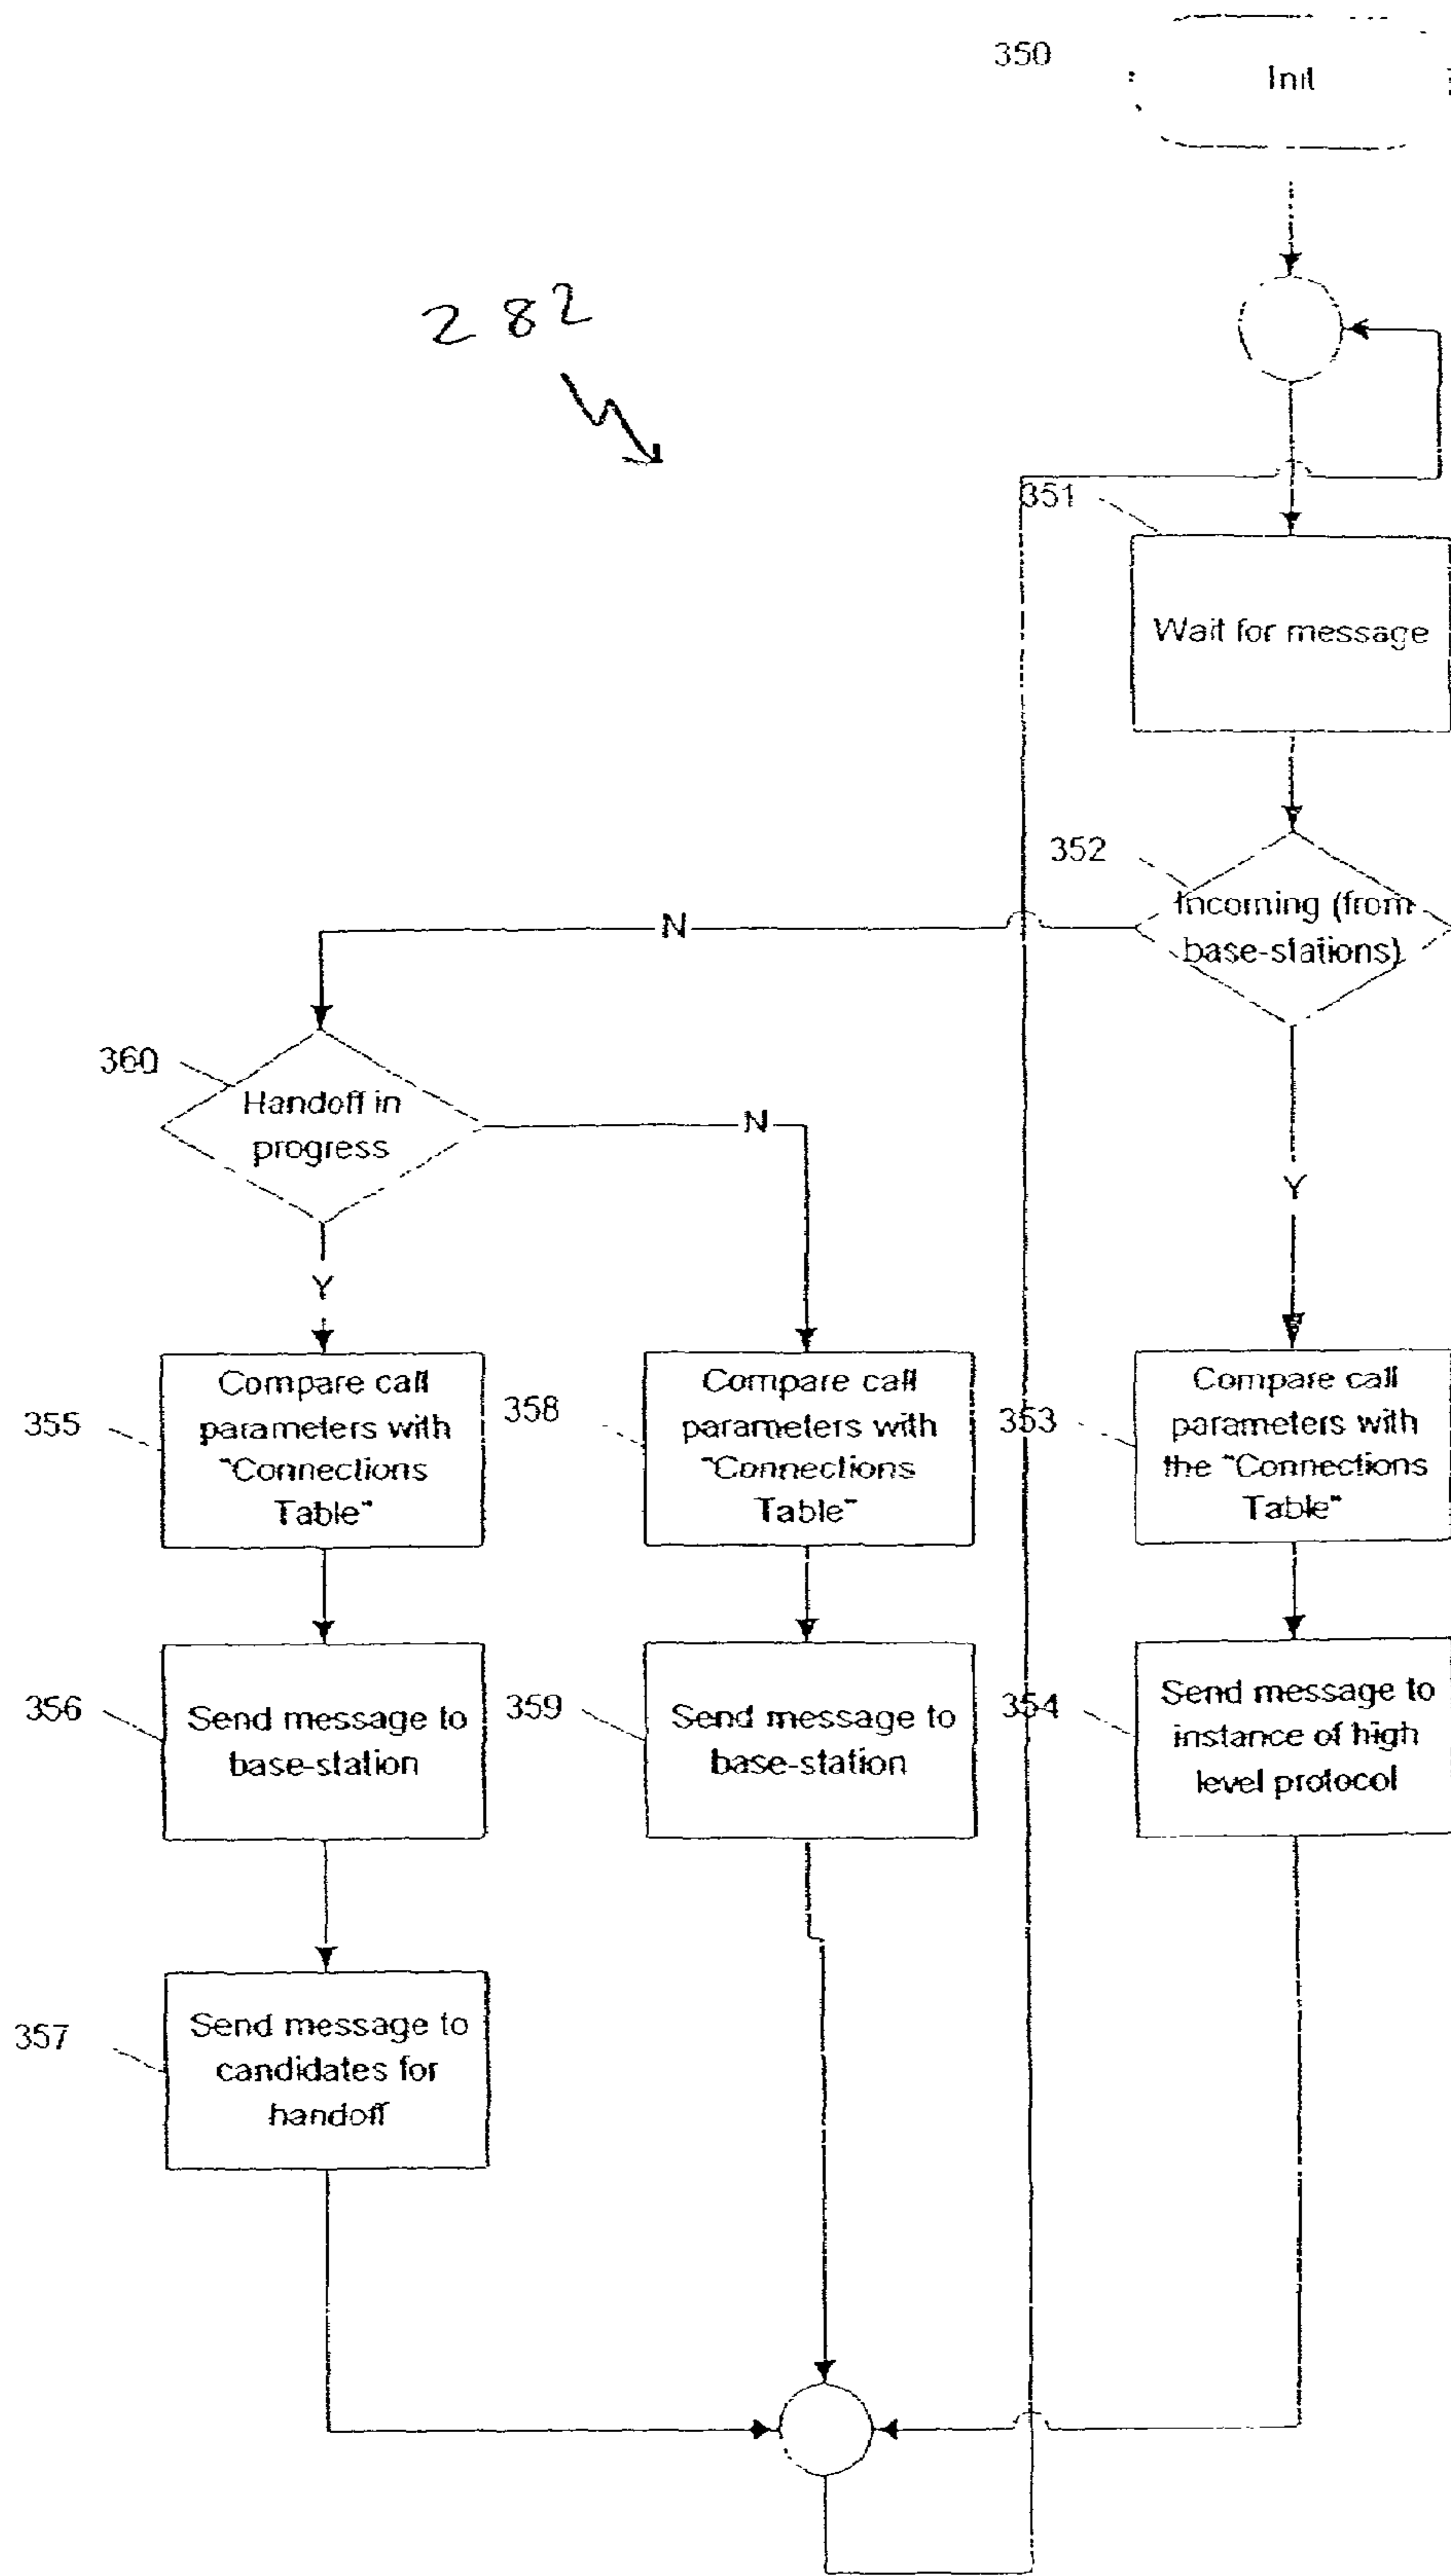 350
Init
282
351
Wait for message
352
Incoming (from
base-stations)
N
360
Handoff in
progress
N
Y
Y
355
Compare call
parameters with
"Connections
Table"
358
Compare call
parameters with
"Connections
Table"
353
Compare call
parameters with
the "Connections
Table"
356
Send message to
base-station
359
Send message to
base-station
354
Send message to
instance of high
level protocol
357
Send message to
candidates for
handoff